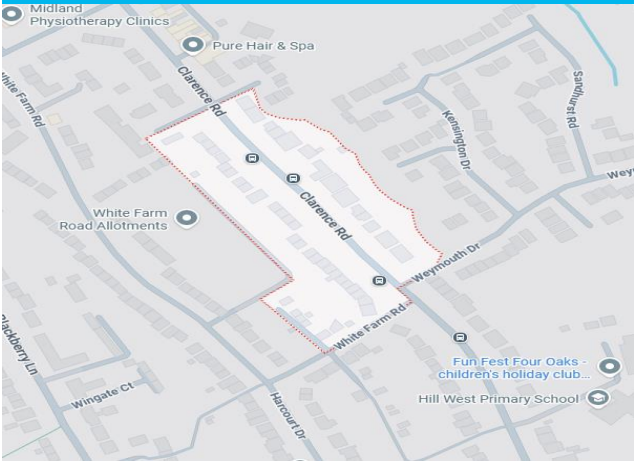 Midland
Physiotherapy Clinics
Pure Hair & Spa
Clarence Rd
White Farm Rd
Sandhurst Rd
Kensington Dr
Wey
White Farm
Road Allotments
Clarence Rd
Weymouth Dr
White Farm Rd
Blackberry Ln
Fun Fest Four Oaks -
children's holiday club...
Wingate Ct
Hill West Primary School
Harcourt Dr